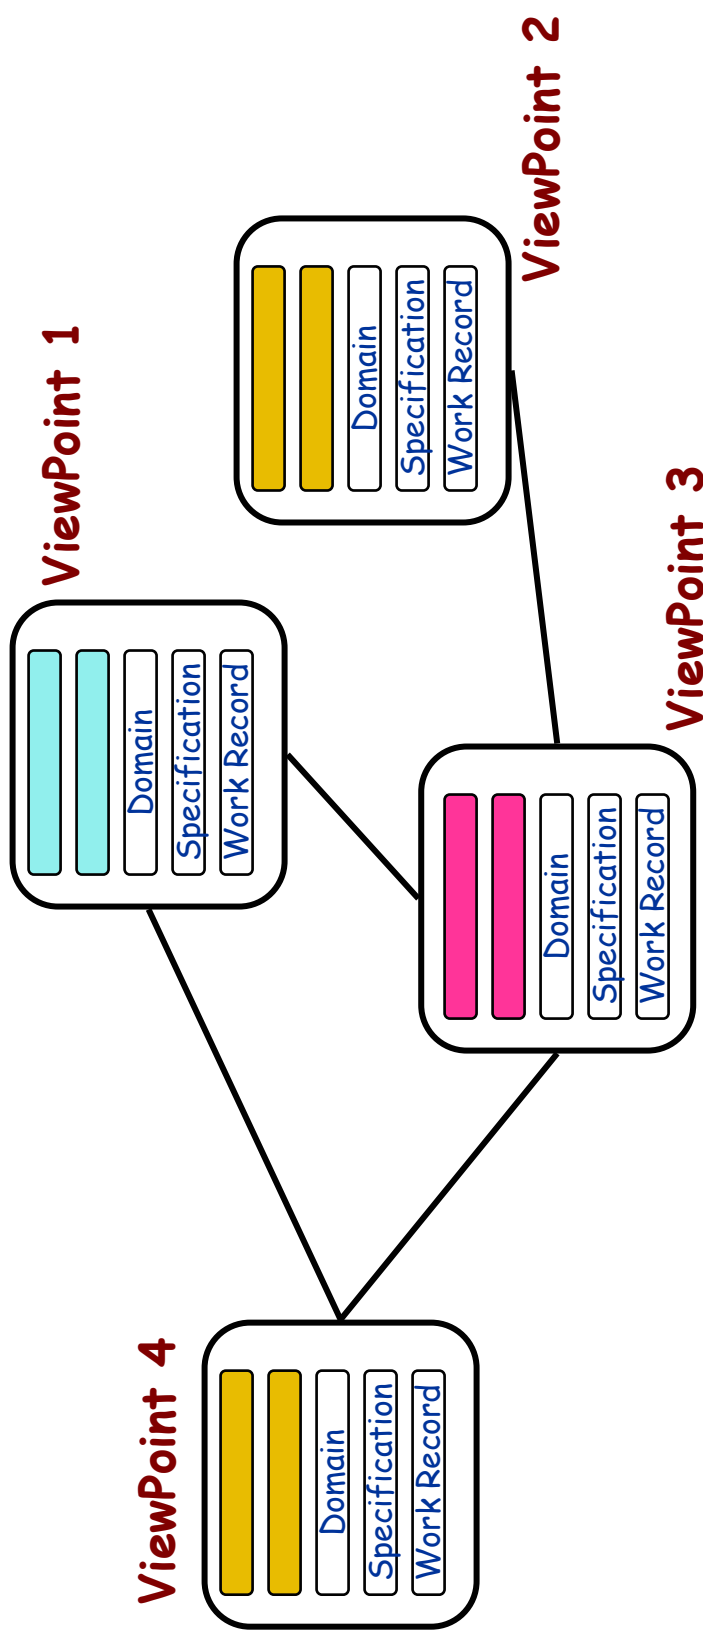 ViewPoint 1
Domain
Specification
Work Record
ViewPoint 2
Domain
Specification
Work Record
ViewPoint 3
Domain
Specification
Work Record
ViewPoint 4
Domain
Specification
Work Record